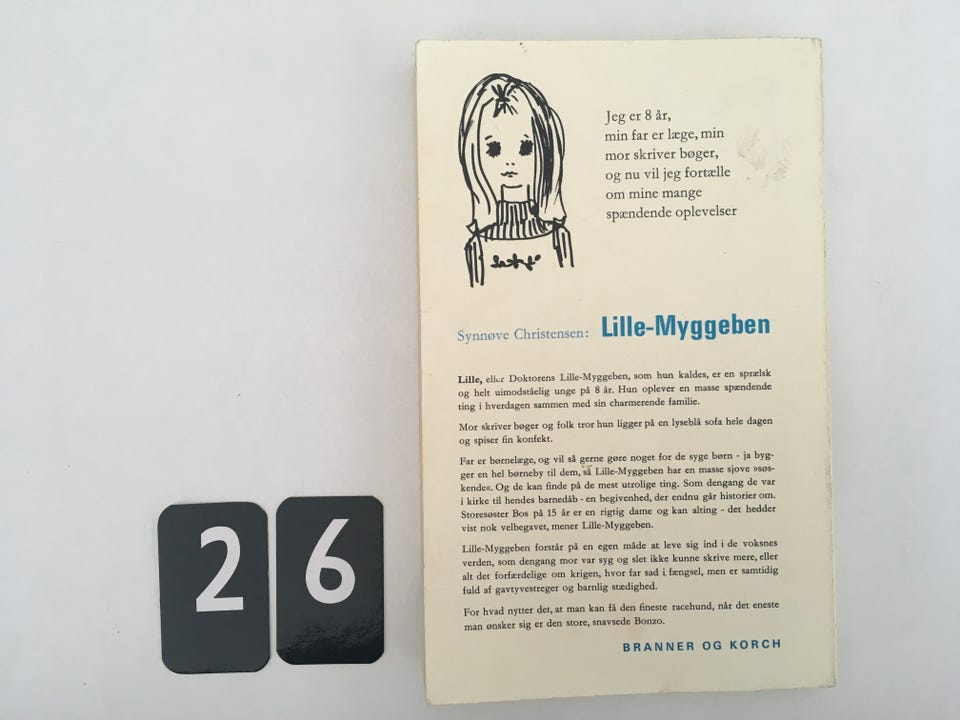 Jeg er 8 år,
min far er læge, min
mor skriver bøger,
og nu vil jeg fortælle
om mine mange
spændende oplevelser
Synnøve Christensen: Lille-Myggeben
Lille, eller Doktorens Lille-Myggeben, som hun kaldes, er en sprælsk
og helt uimodståelig unge på 8 år. Hun oplever en masse spændende
ting i hverdagen sammen med sin charmerende familie.
Mor skriver bøger og folk tror hun ligger på en lyseblå sofa hele dagen
og spiser fin konfekt.
Far er børnelæge, og vil så gerne gøre noget for de syge børn - ja byg-
ger en hel børneby til dem, så Lille-Myggeben har en masse sjove »søs-
kende«. Og de kan finde på de mest utrolige ting. Som dengang de var
i kirke til hendes barnedåb - en begivenhed, der endnu går historier om.
Storesøster Bos på 15 år er en rigtig dame og kan alting - det hedder
vist nok velbegavet, mener Lille-Myggeben.
Lille-Myggeben forstår på en egen måde at leve sig ind i de voksnes
verden, som dengang mor var syg og slet ikke kunne skrive mere, eller
alt det forfærdelige om krigen, hvor far sad i fængsel, men er samtidig
fuld af gavtyvestreger og barnlig stædighed.
For hvad nytter det, at man kan få den fineste racehund, når det eneste
man ønsker sig er den store, snavsede Bonzo.
BRANNER OG KORCH
26